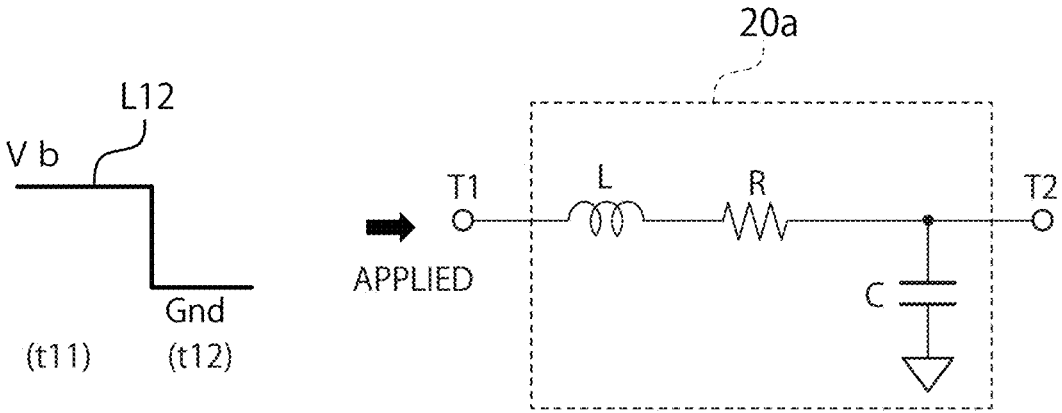 20a
L12
V b
T1
L
R
T2
APPLIED
C
Gnd
(t11)
(t12)